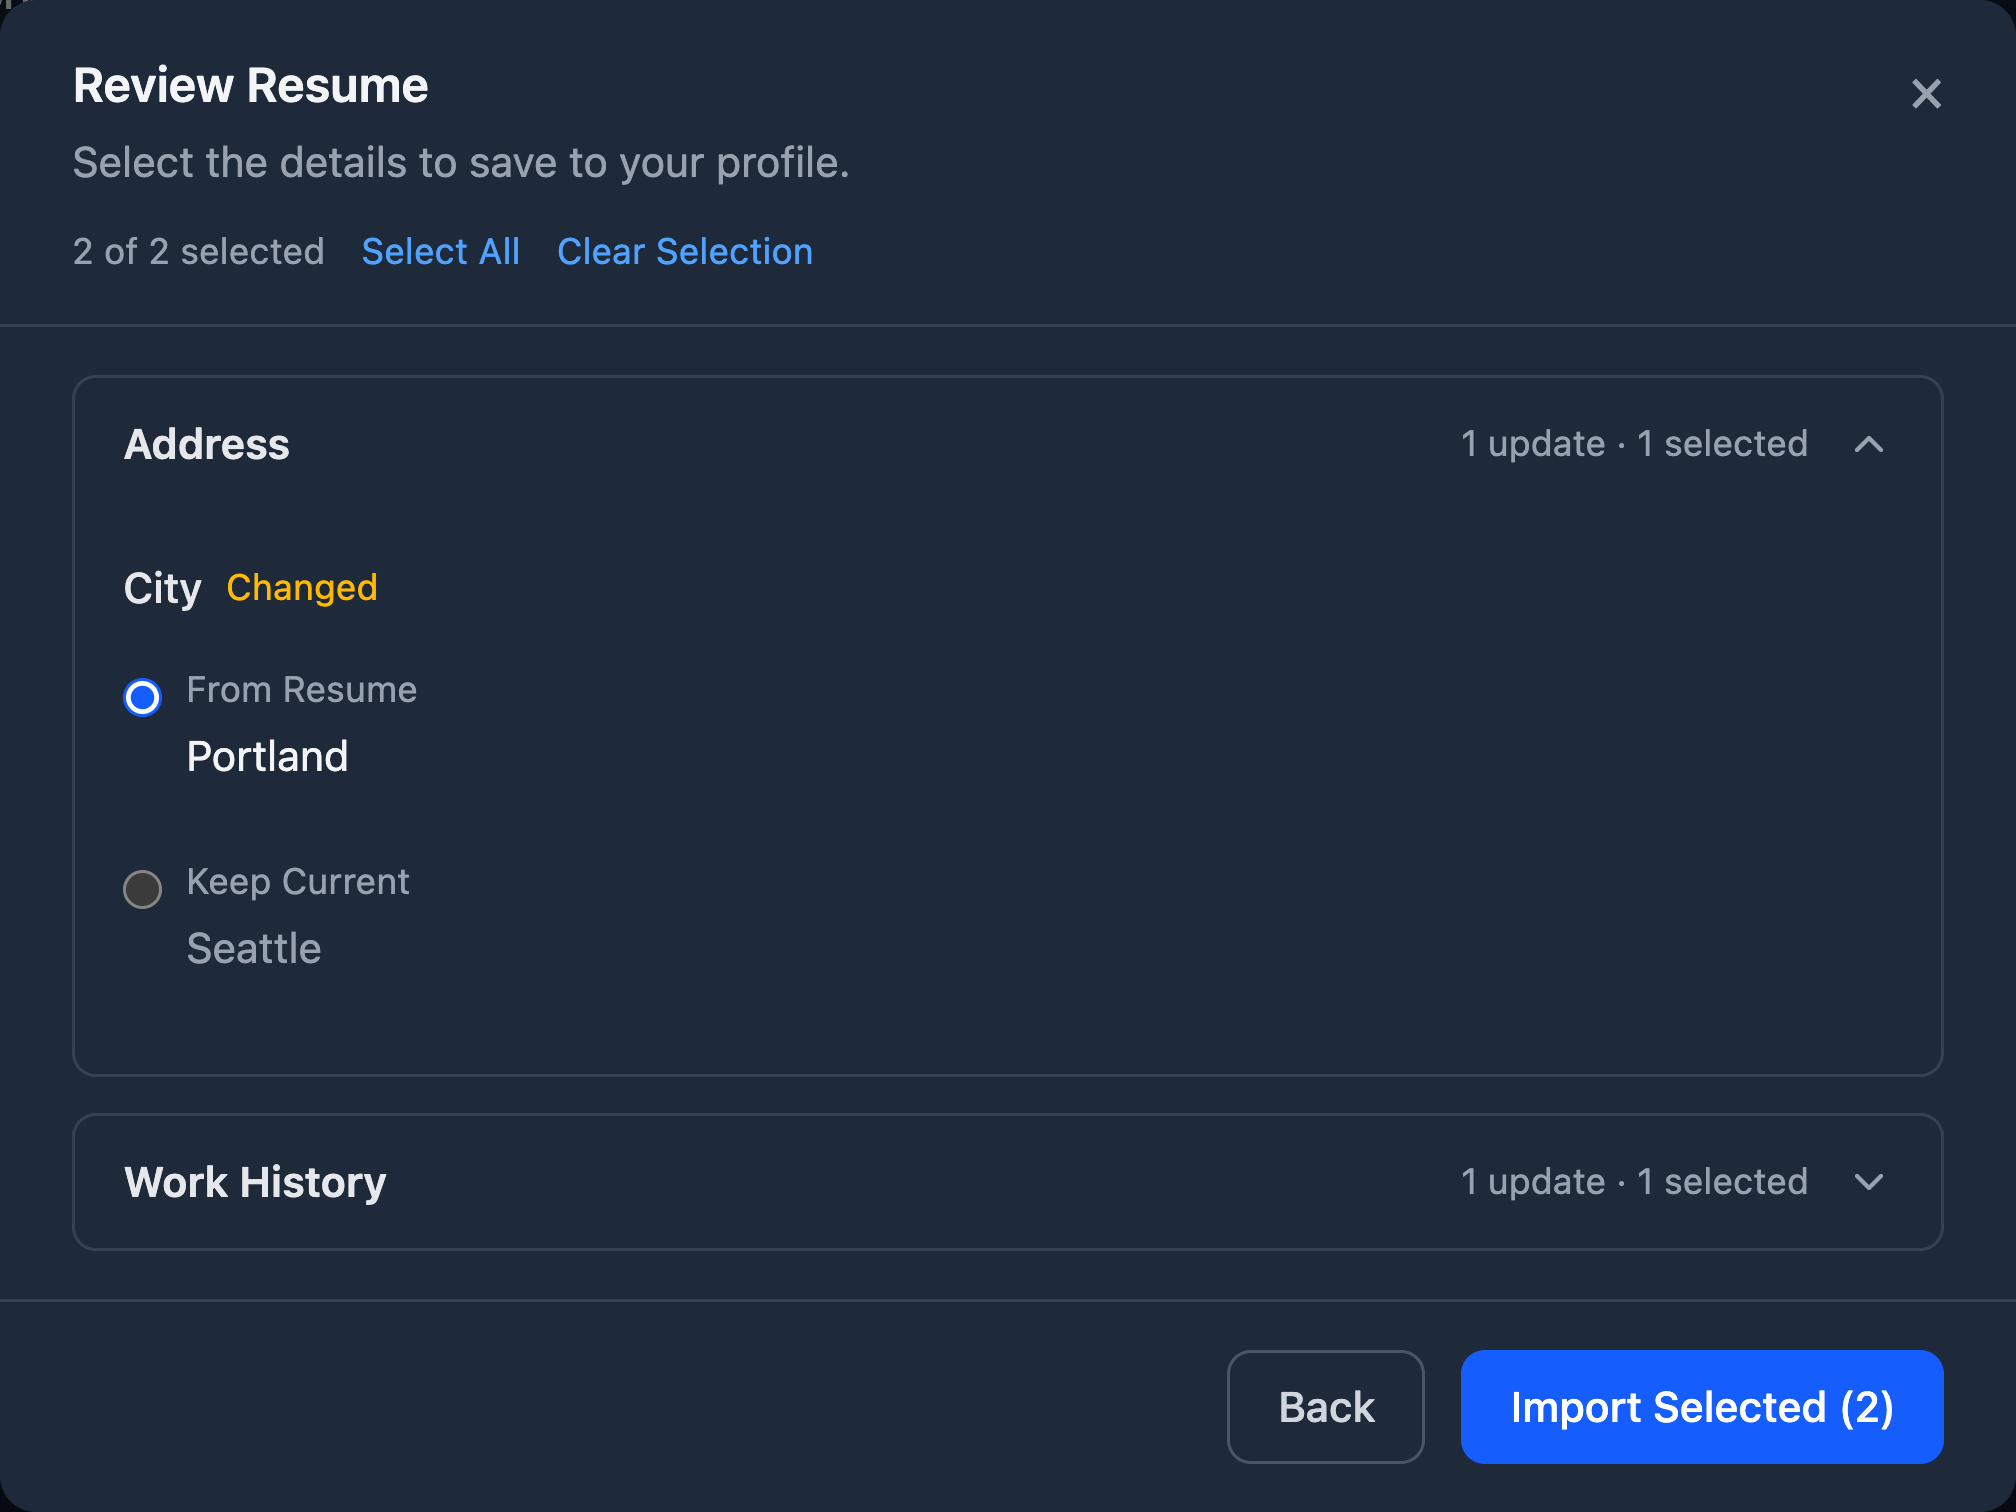 Review Resume
Select the details to save to your profile.
2 of 2 selected Select All Clear Selection
Address 1 update · 1 selected
City Changed
From Resume
Portland
Keep Current
Seattle
Work History 1 update · 1 selected
Back Import Selected (2)